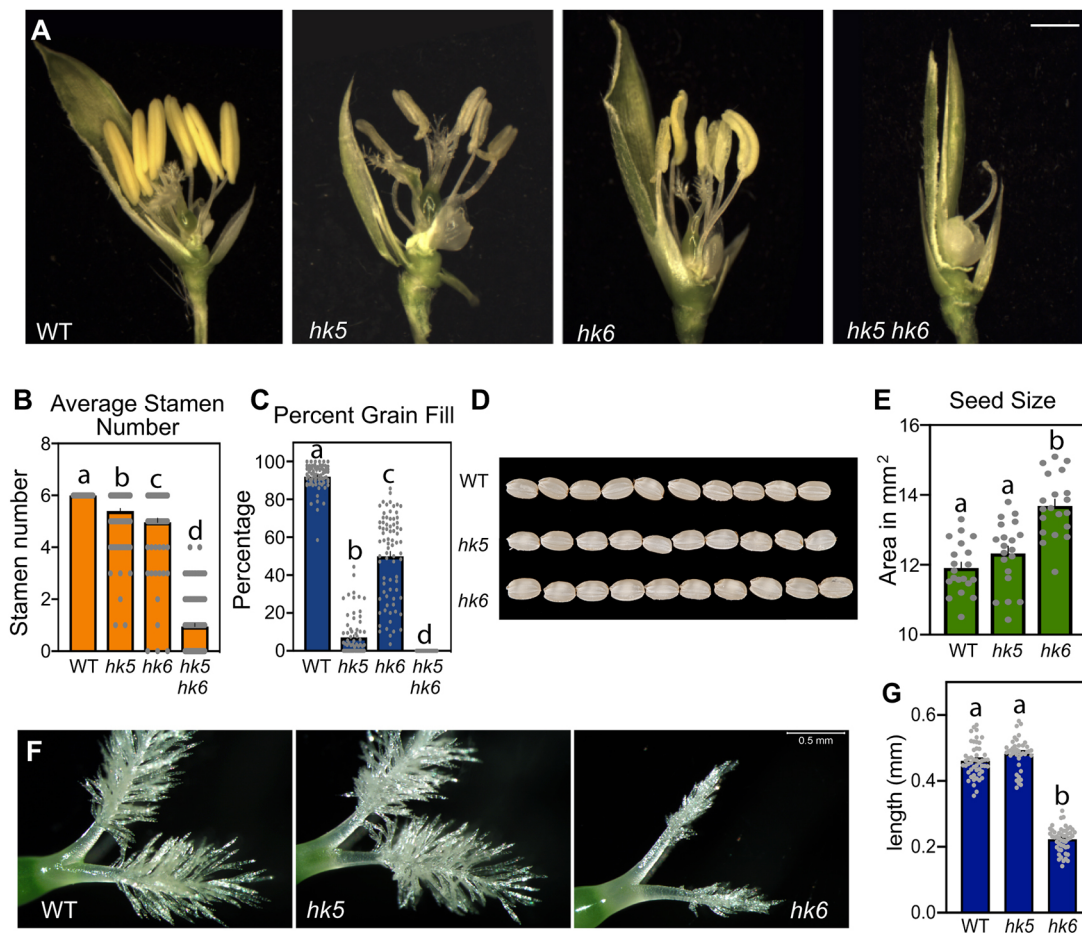 A
WT
hk5
hk6
hk5 hk6
B
Average Stamen
Number
Stamen number
8
6
4
2
0
a
b
c
d
WT
hk5
hk6
hk5
hk6
C
Percent Grain Fill
Percentage
100
80
60
40
20
0
a
b
c
d
WT
hk5
hk6
hk5
hk6
D
WT
hk5
hk6
E
Seed Size
Area in mm²
16
14
12
10
a
a
b
WT
hk5
hk6
F
WT
hk5
hk6
0.5 mm
G
length (mm)
0.6
0.4
0.2
0.0
a
a
b
WT
hk5
hk6